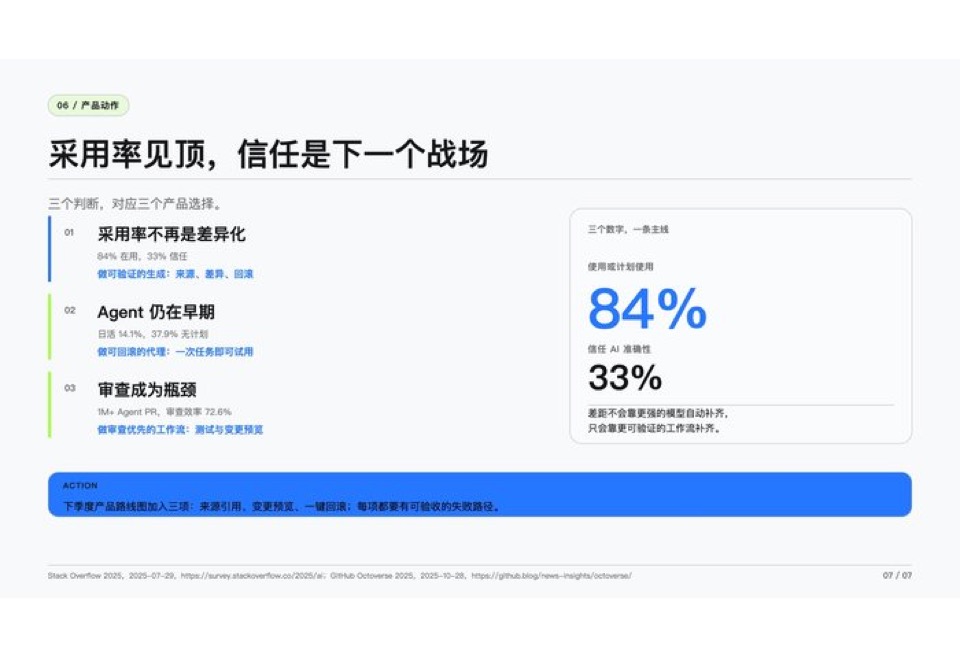 06 / 产品动作
采用率见顶，信任是下一个战场
三个判断，对应三个产品选择。
01
采用率不再是差异化
84% 在用，33% 信任
做可验证的生成：来源、差异、回滚
02
Agent 仍在早期
日活 14.1%，37.9% 无计划
做可回滚的代理：一次任务即可试用
03
审查成为瓶颈
1M+ Agent PR，审查效率 72.6%
做审查优先的工作流：测试与变更预览
三个数字，一条主线
使用或计划使用
84%
信任 AI 准确性
33%
差距不会靠更强的模型自动补齐，
只会靠更可验证的工作流补齐。
ACTION
下季度产品路线图加入三项：来源引用、变更预览、一键回滚；每项都要有可验收的失败路径。
Stack Overflow 2025，2025-07-29，https://survey.stackoverflow.co/2025/ai；GitHub Octoverse 2025，2025-10-28，https://github.blog/news-insights/octoverse/
07 / 07